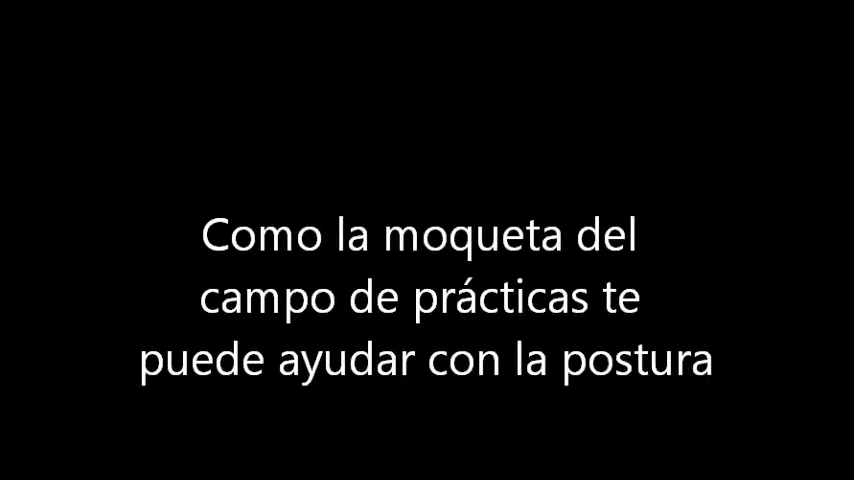 Como la moqueta del
campo de prácticas te
puede ayudar con la postura